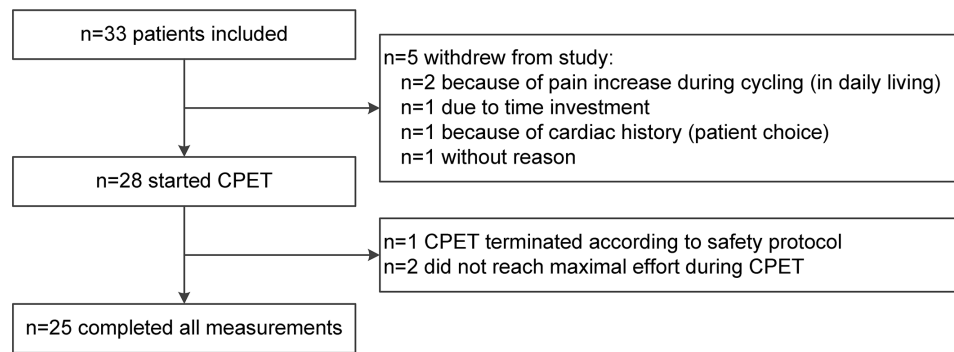 n=33 patients included
n=5 withdrew from study:
n=2 because of pain increase during cycling (in daily living)
n=1 due to time investment
n=1 because of cardiac history (patient choice)
n=1 without reason
n=28 started CPET
n=1 CPET terminated according to safety protocol
n=2 did not reach maximal effort during CPET
n=25 completed all measurements